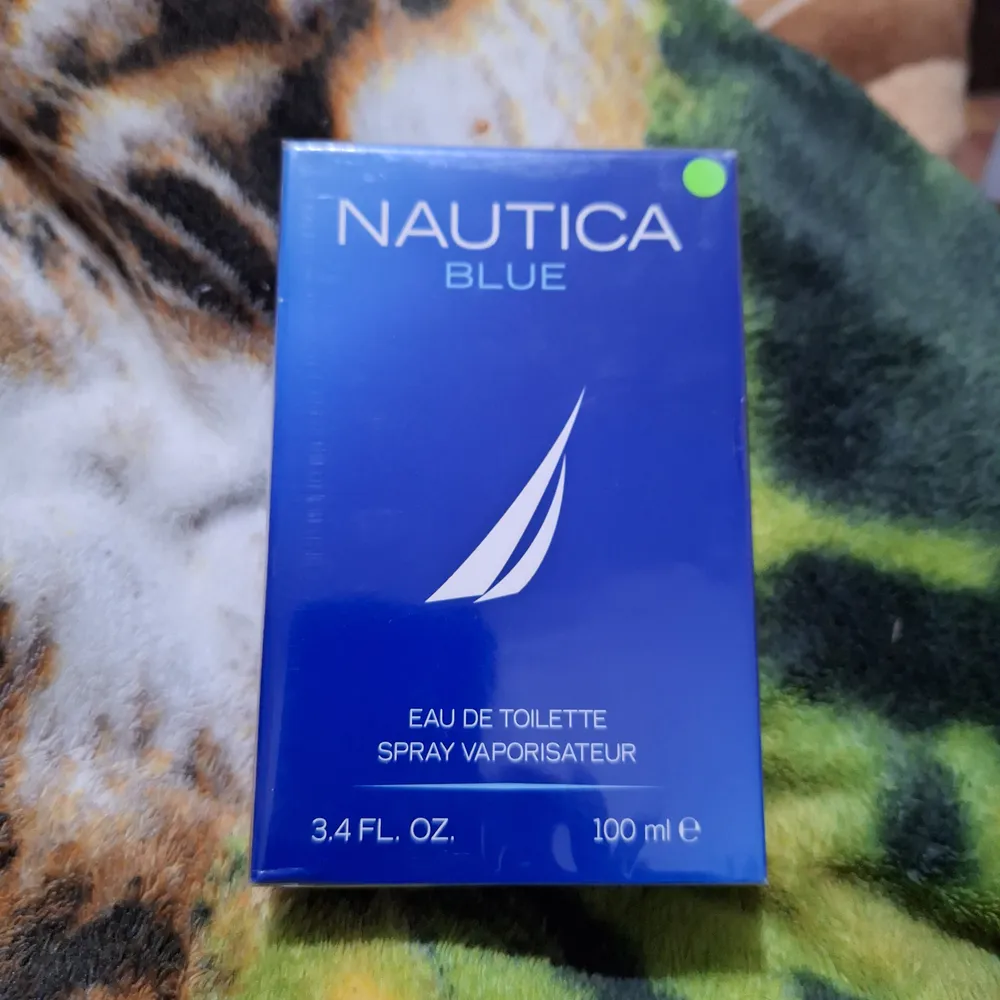 NAUTICA
BLUE
EAU DE TOILETTE
SPRAY VAPORISATEUR
3.4 FL. OZ. 100 ml ℮